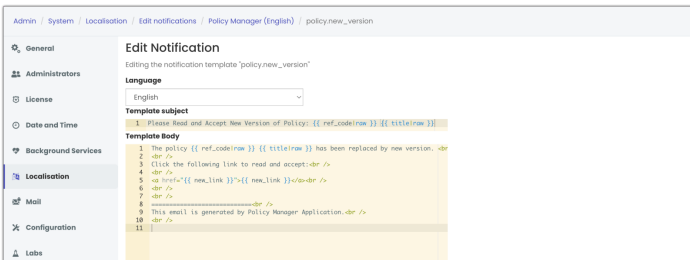 Admin / System / Localisation / Edit notifications / Policy Manager (English) / policy.new_version
General
Administrators
License
Date and Time
Background Services
Localisation
Mail
Configuration
Labs
Edit Notification
Editing the notification template "policy.new_version"
Language
English
Template subject
1 Please Read and Accept New Version of Policy: {{ ref_code|raw }} {{ title|raw }}
Template Body
1 The policy {{ ref_code|raw }} {{ title|raw }} has been replaced by new version. <br
2 <br />
3 Click the following link to read and accept:<br />
4 <br />
5 <a href="{{ new_link }}">{{ new_link }}</a><br />
6 <br />
7 <br />
8 ============================<br />
9 This email is generated by Policy Manager Application.<br />
10 <br />
11